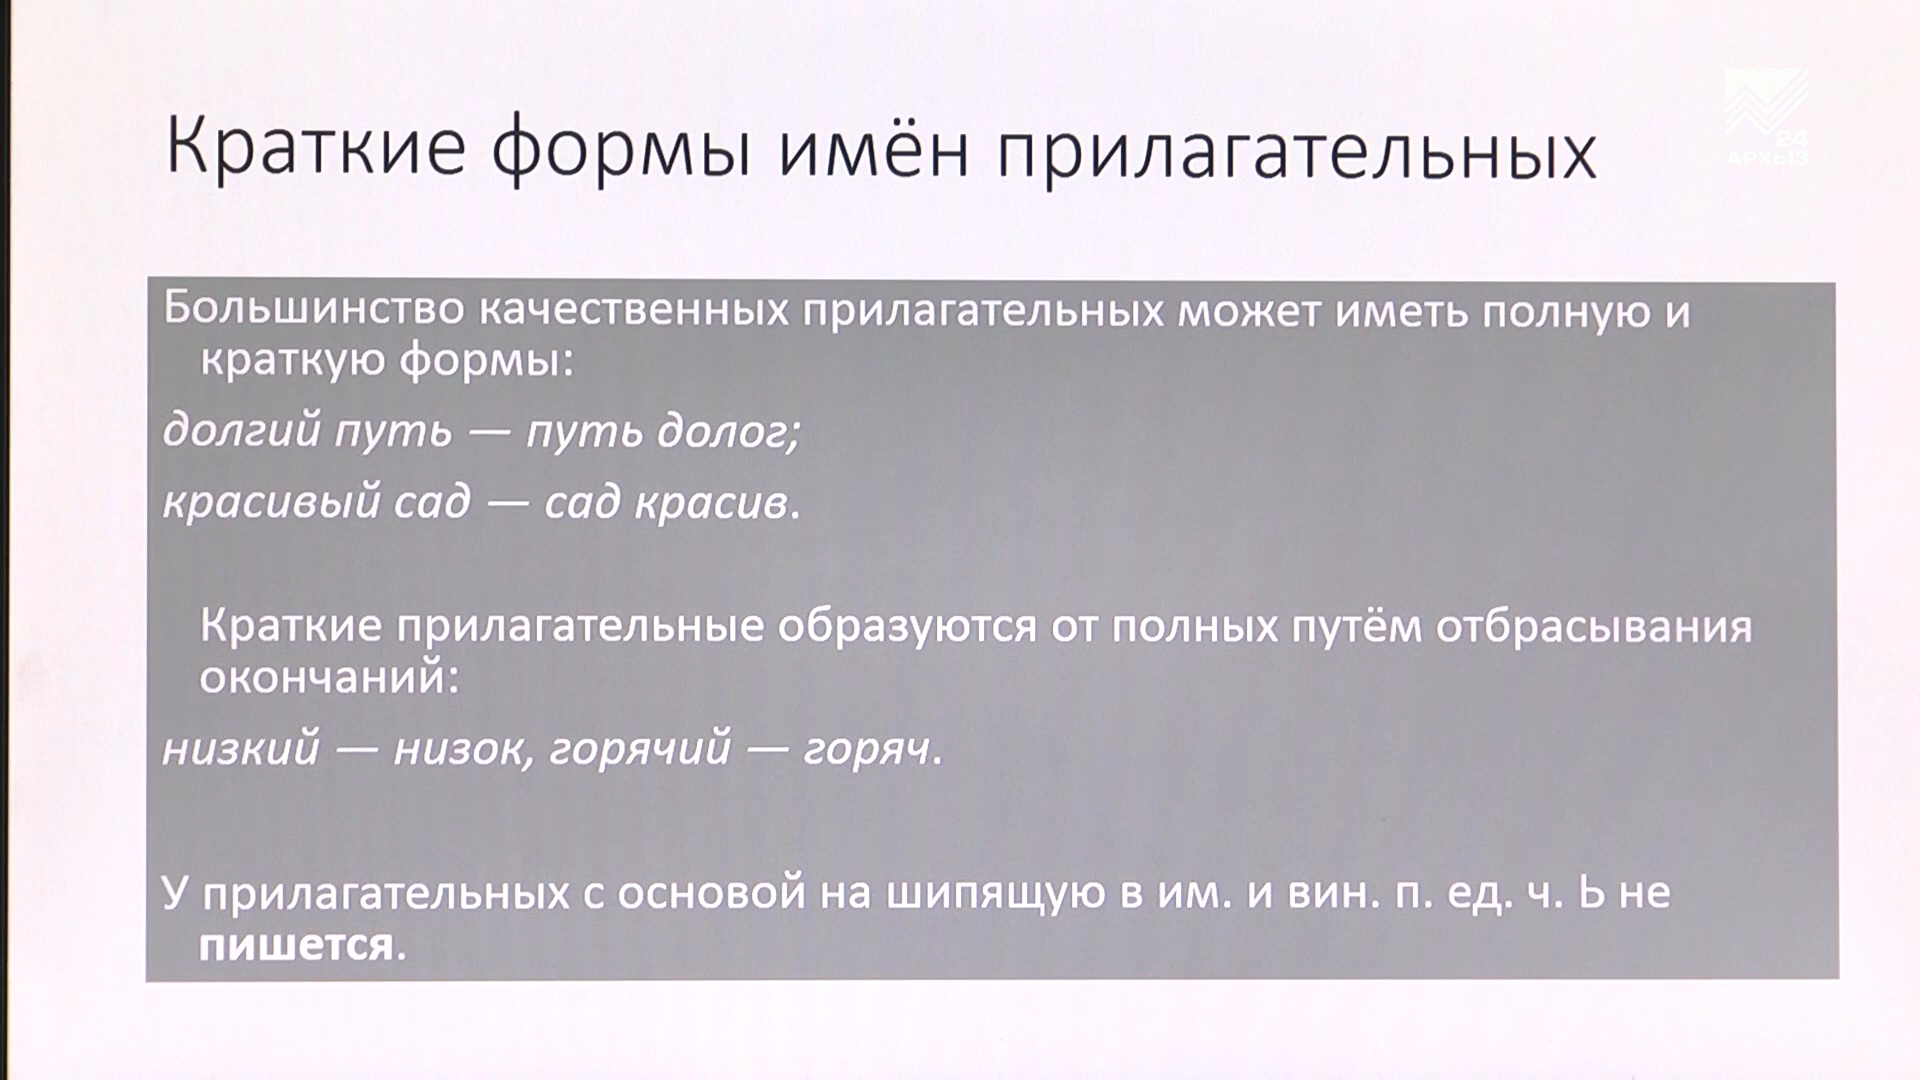 Краткие формы имён прилагательных
24
АРХЫЗ
Большинство качественных прилагательных может иметь полную и
краткую формы:
долгий путь — путь долог;
красивый сад — сад красив.
Краткие прилагательные образуются от полных путём отбрасывания
окончаний:
низкий — низок, горячий — горяч.
У прилагательных с основой на шипящую в им. и вин. п. ед. ч. Ь не
пишется.